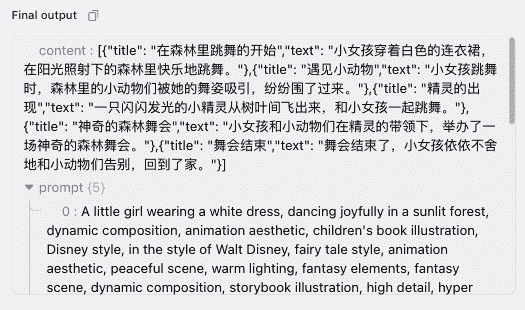 Final output
content : [{"title": "在森林里跳舞的开始","text": "小女孩穿着白色的连衣裙，
在阳光照射下的森林里快乐地跳舞。"},{"title": "遇见小动物","text": "小女孩跳舞
时，森林里的小动物们被她的舞姿吸引，纷纷围了过来。"},{"title": "精灵的出
现","text": "一只闪闪发光的小精灵从树叶间飞出来，和小女孩一起跳舞。"},
{"title": "神奇的森林舞会","text": "小女孩和小动物们在精灵的带领下，举办了一
场神奇的森林舞会。"},{"title": "舞会结束","text": "舞会结束了，小女孩依依不舍
地和小动物们告别，回到了家。"}]
prompt {5}
0 : A little girl wearing a white dress, dancing joyfully in a sunlit forest,
dynamic composition, animation aesthetic, children's book illustration,
Disney style, in the style of Walt Disney, fairy tale style, animation
aesthetic, peaceful scene, warm lighting, fantasy elements, fantasy
scene, dynamic composition, storybook illustration, high detail, hyper